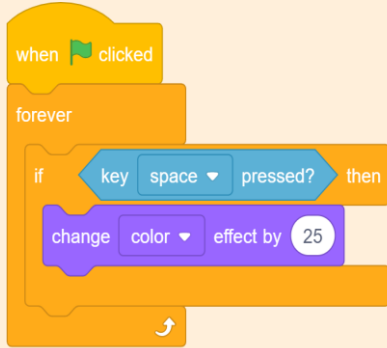 when clicked
forever
if key space pressed? then
change color effect by 25